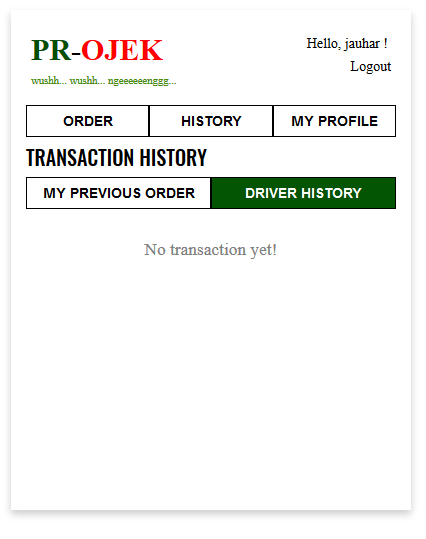 PR-OJEK
Hello, jauhar !
wushh... wushh... ngeeeeeenggg...
Logout
ORDER HISTORY MY PROFILE
TRANSACTION HISTORY
MY PREVIOUS ORDER DRIVER HISTORY
No transaction yet!